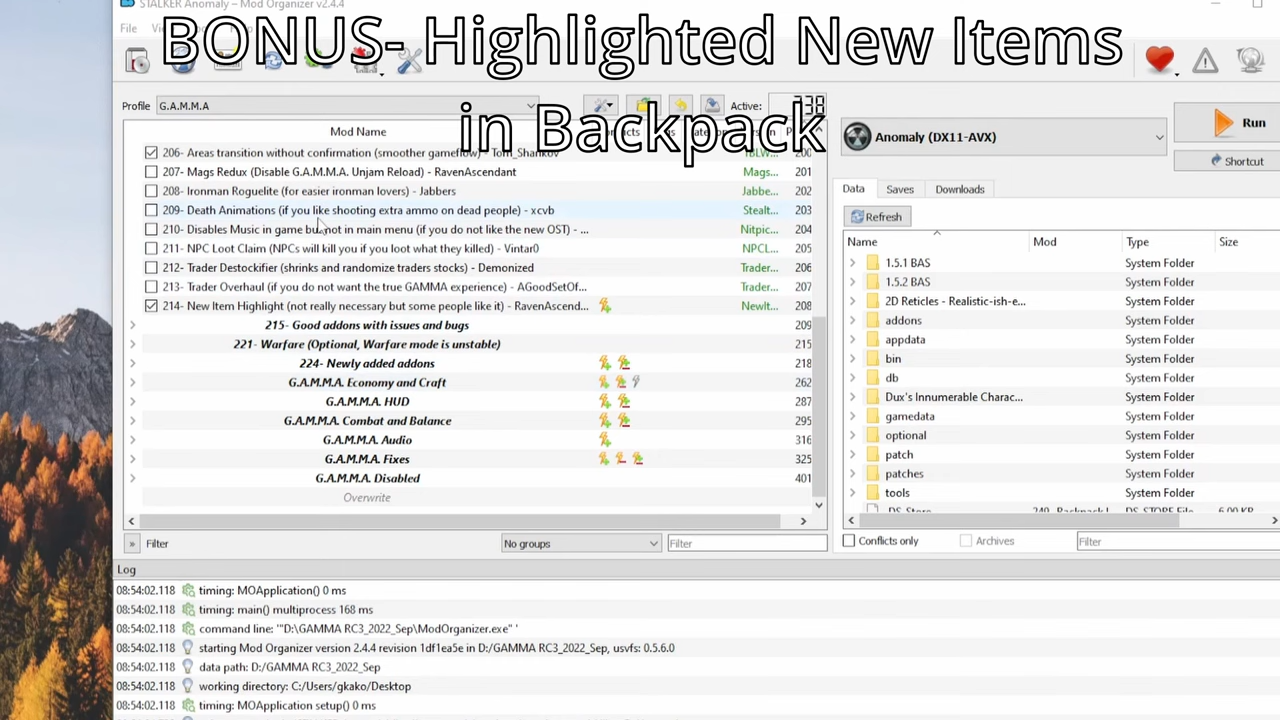 STALKER Anomaly – Mod Organizer v2.4.4
File
BONUS- Highlighted New Items
in Backpack
Profile
G.A.M.M.A
Active:
338
Mod Name
206- Areas transition without confirmation (smoother gameflow) - Tom_Shankov
207- Mags Redux (Disable G.A.M.M.A. Unjam Reload) - RavenAscendant Mags... 201
208- Ironman Roguelite (for easier ironman lovers) - Jabbers Jabbe... 202
209- Death Animations (if you like shooting extra ammo on dead people) - xcvb Stealt... 203
210- Disables Music in game but not in main menu (if you do not like the new OST) - ... Nitpic... 204
211- NPC Loot Claim (NPCs will kill you if you loot what they killed) - Vintar0 NPCL... 205
212- Trader Destockifier (shrinks and randomize traders stocks) - Demonized Trader... 206
213- Trader Overhaul (if you do not want the true GAMMA experience) - AGoodSetOf... Trader... 207
214- New Item Highlight (not really necessary but some people like it) - RavenAscend... NewIt... 208
215- Good addons with issues and bugs 209
221- Warfare (Optional, Warfare mode is unstable) 215
224- Newly added addons 218
G.A.M.M.A. Economy and Craft 262
G.A.M.M.A. HUD 287
G.A.M.M.A. Combat and Balance 295
G.A.M.M.A. Audio 316
G.A.M.M.A. Fixes 325
G.A.M.M.A. Disabled 401
Overwrite
» Filter
No groups
Filter
Anomaly (DX11-AVX)
Run
Shortcut
Data Saves Downloads
Refresh
Name Mod Type Size
1.5.1 BAS System Folder
1.5.2 BAS System Folder
2D Reticles - Realistic-ish-e... System Folder
addons System Folder
appdata System Folder
bin System Folder
db System Folder
Dux's Innumerable Charac... System Folder
gamedata System Folder
optional System Folder
patch System Folder
patches System Folder
tools System Folder
Conflicts only
Archives
Filter
Log
08:54:02.118 timing: MOApplication() 0 ms
08:54:02.118 timing: main() multiprocess 168 ms
08:54:02.118 command line: '"D:\GAMMA RC3_2022_Sep\ModOrganizer.exe" '
08:54:02.118 starting Mod Organizer version 2.4.4 revision 1df1ea5e in D:/GAMMA RC3_2022_Sep, usvfs: 0.5.6.0
08:54:02.118 data path: D:/GAMMA RC3_2022_Sep
08:54:02.118 working directory: C:/Users/gkako/Desktop
08:54:02.118 timing: MOApplication setup() 0 ms